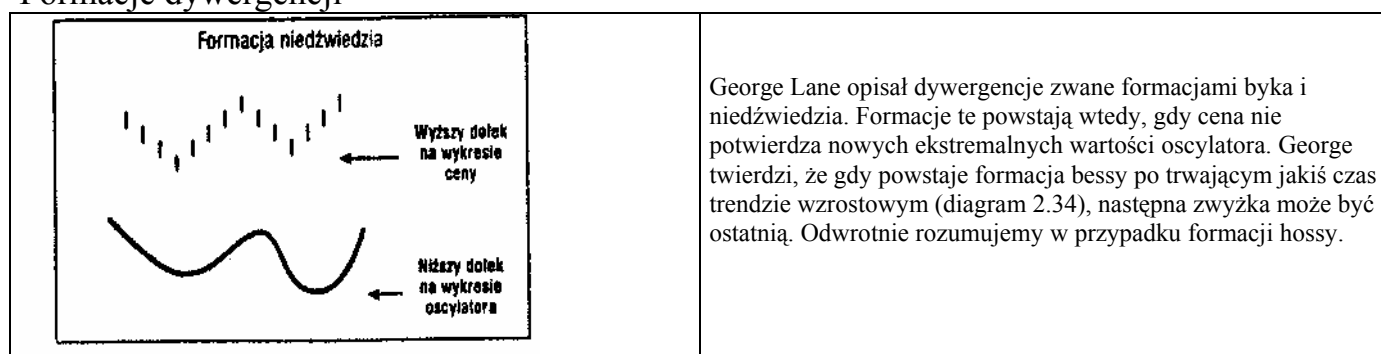 Formacje dywergencji
Formacja niedźwiedzia
Wyższy dołek
na wykresie
ceny
Niższy dołek
na wykresie
oscylatora
George Lane opisał dywergencje zwane formacjami byka i
niedźwiedzia. Formacje te powstają wtedy, gdy cena nie
potwierdza nowych ekstremalnych wartości oscylatora. George
twierdzi, że gdy powstaje formacja bessy po trwającym jakiś czas
trendzie wzrostowym (diagram 2.34), następna zwyżka może być
ostatnią. Odwrotnie rozumujemy w przypadku formacji hossy.